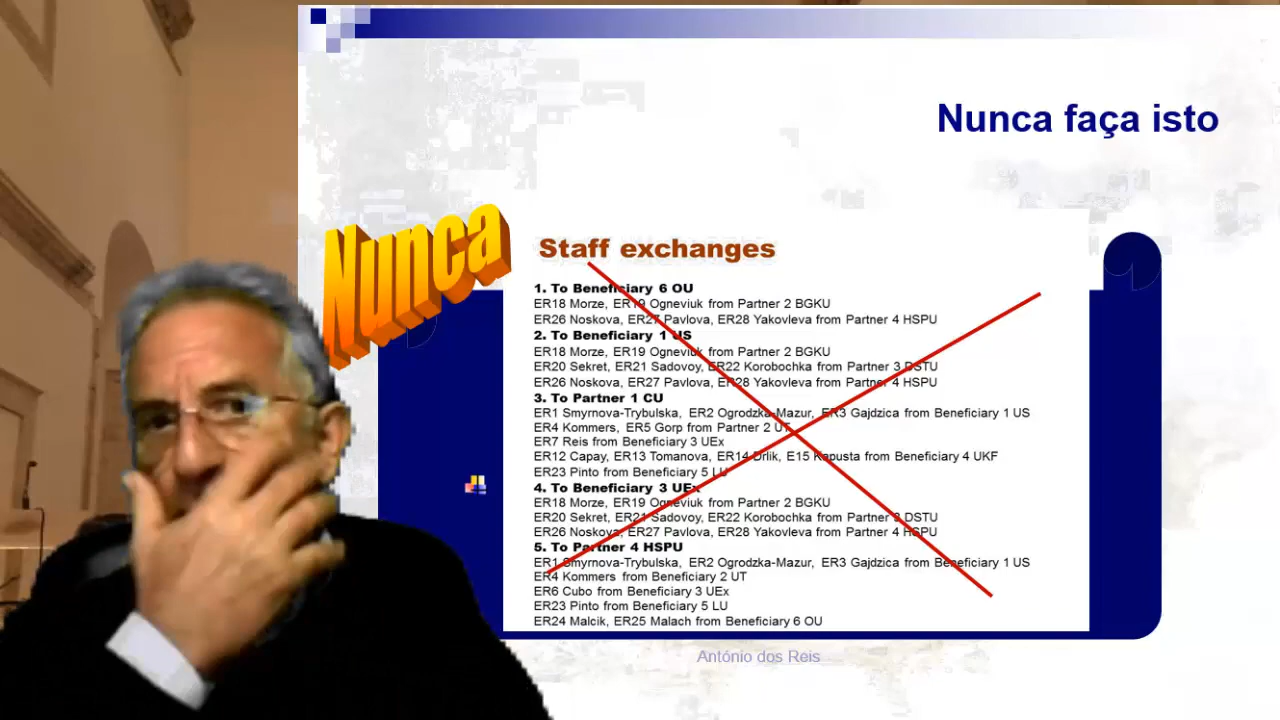 Nunca faça isto
Nunca
Staff exchanges
1. To Beneficiary 6 OU
ER18 Morze, ER19 Ogneviuk from Partner 2 BGKU
ER26 Noskova, ER27 Pavlova, ER28 Yakovleva from Partner 4 HSPU
2. To Beneficiary 1 US
ER18 Morze, ER19 Ogneviuk from Partner 2 BGKU
ER20 Sekret, ER21 Sadovoy, ER22 Korobochka from Partner 3 DSTU
ER26 Noskova, ER27 Pavlova, ER28 Yakovleva from Partner 4 HSPU
3. To Partner 1 CU
ER1 Smyrnova-Trybulska, ER2 Ogrodzka-Mazur, ER3 Gajdzica from Beneficiary 1 US
ER4 Kommers, ER5 Gorp from Partner 2 UT
ER7 Reis from Beneficiary 3 UEx
ER12 Capay, ER13 Tomanova, ER14 Drlik, E15 Kapusta from Beneficiary 4 UKF
ER23 Pinto from Beneficiary 5 LU
4. To Beneficiary 3 UEx
ER18 Morze, ER19 Ogneviuk from Partner 2 BGKU
ER20 Sekret, ER21 Sadovoy, ER22 Korobochka from Partner 3 DSTU
ER26 Noskova, ER27 Pavlova, ER28 Yakovleva from Partner 4 HSPU
5. To Partner 4 HSPU
ER1 Smyrnova-Trybulska, ER2 Ogrodzka-Mazur, ER3 Gajdzica from Beneficiary 1 US
ER4 Kommers from Beneficiary 2 UT
ER6 Cubo from Beneficiary 3 UEx
ER23 Pinto from Beneficiary 5 LU
ER24 Malcik, ER25 Malach from Beneficiary 6 OU
António dos Reis